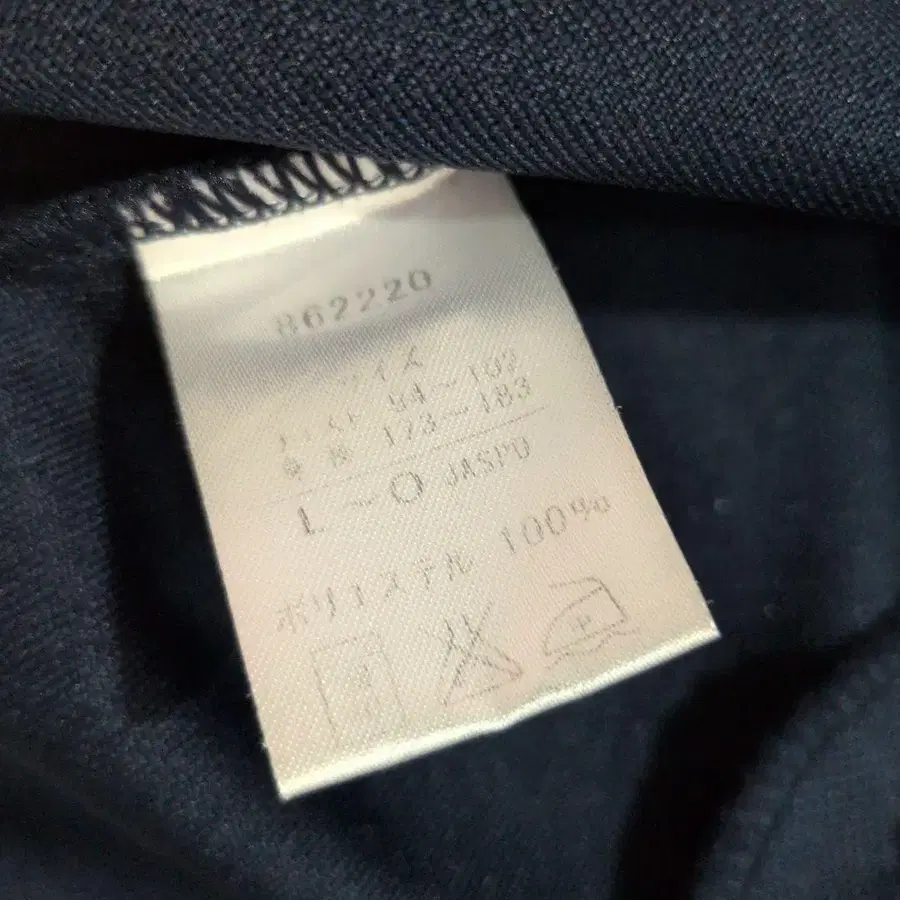 862220
サイズ
チェスト 94～102
身長 173～183
L－O JASPO
ポリエステル 100%